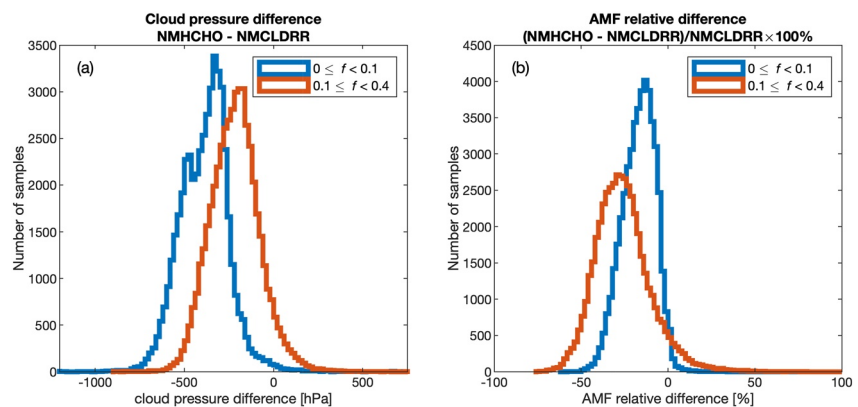 Cloud pressure difference
NMHCHO - NMCLDRR
3500
3000
2500
2000
1500
1000
500
0
Number of samples
(a)
0 ≤ f < 0.1
0.1 ≤ f < 0.4
-1000 -500 0 500
cloud pressure difference [hPa]
AMF relative difference
(NMHCHO - NMCLDRR)/NMCLDRR×100%
4500
4000
3500
3000
2500
2000
1500
1000
500
0
Number of samples
(b)
0 ≤ f < 0.1
0.1 ≤ f < 0.4
-100 -50 0 50 100
AMF relative difference [%]